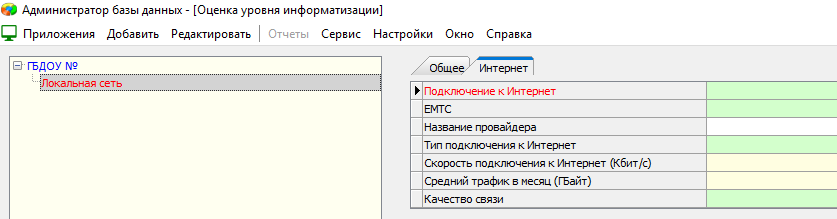 Администратор базы данных - [Оценка уровня информатизации]
Приложения Добавить Редактировать Отчеты Сервис Настройки Окно Справка
ГБДОУ №
Локальная сеть
Общее Интернет
Подключение к Интернет
ЕМТС
Название провайдера
Тип подключения к Интернет
Скорость подключения к Интернет (Кбит/с)
Средний трафик в месяц (ГБайт)
Качество связи